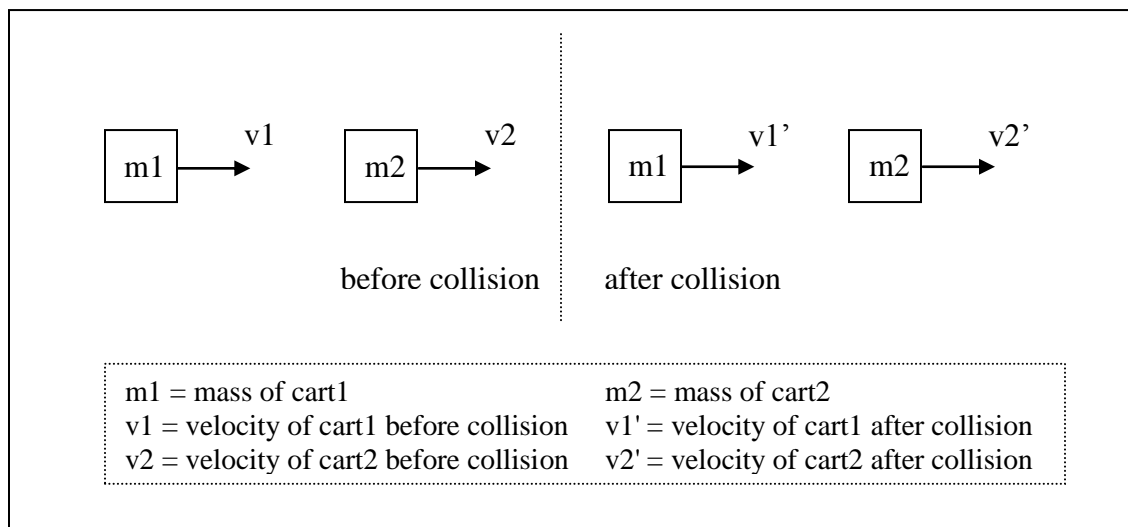 v1 v2 v1’ v2’
m1 m2 m1 m2
before collision after collision
m1 = mass of cart1 m2 = mass of cart2
v1 = velocity of cart1 before collision v1' = velocity of cart1 after collision
v2 = velocity of cart2 before collision v2' = velocity of cart2 after collision